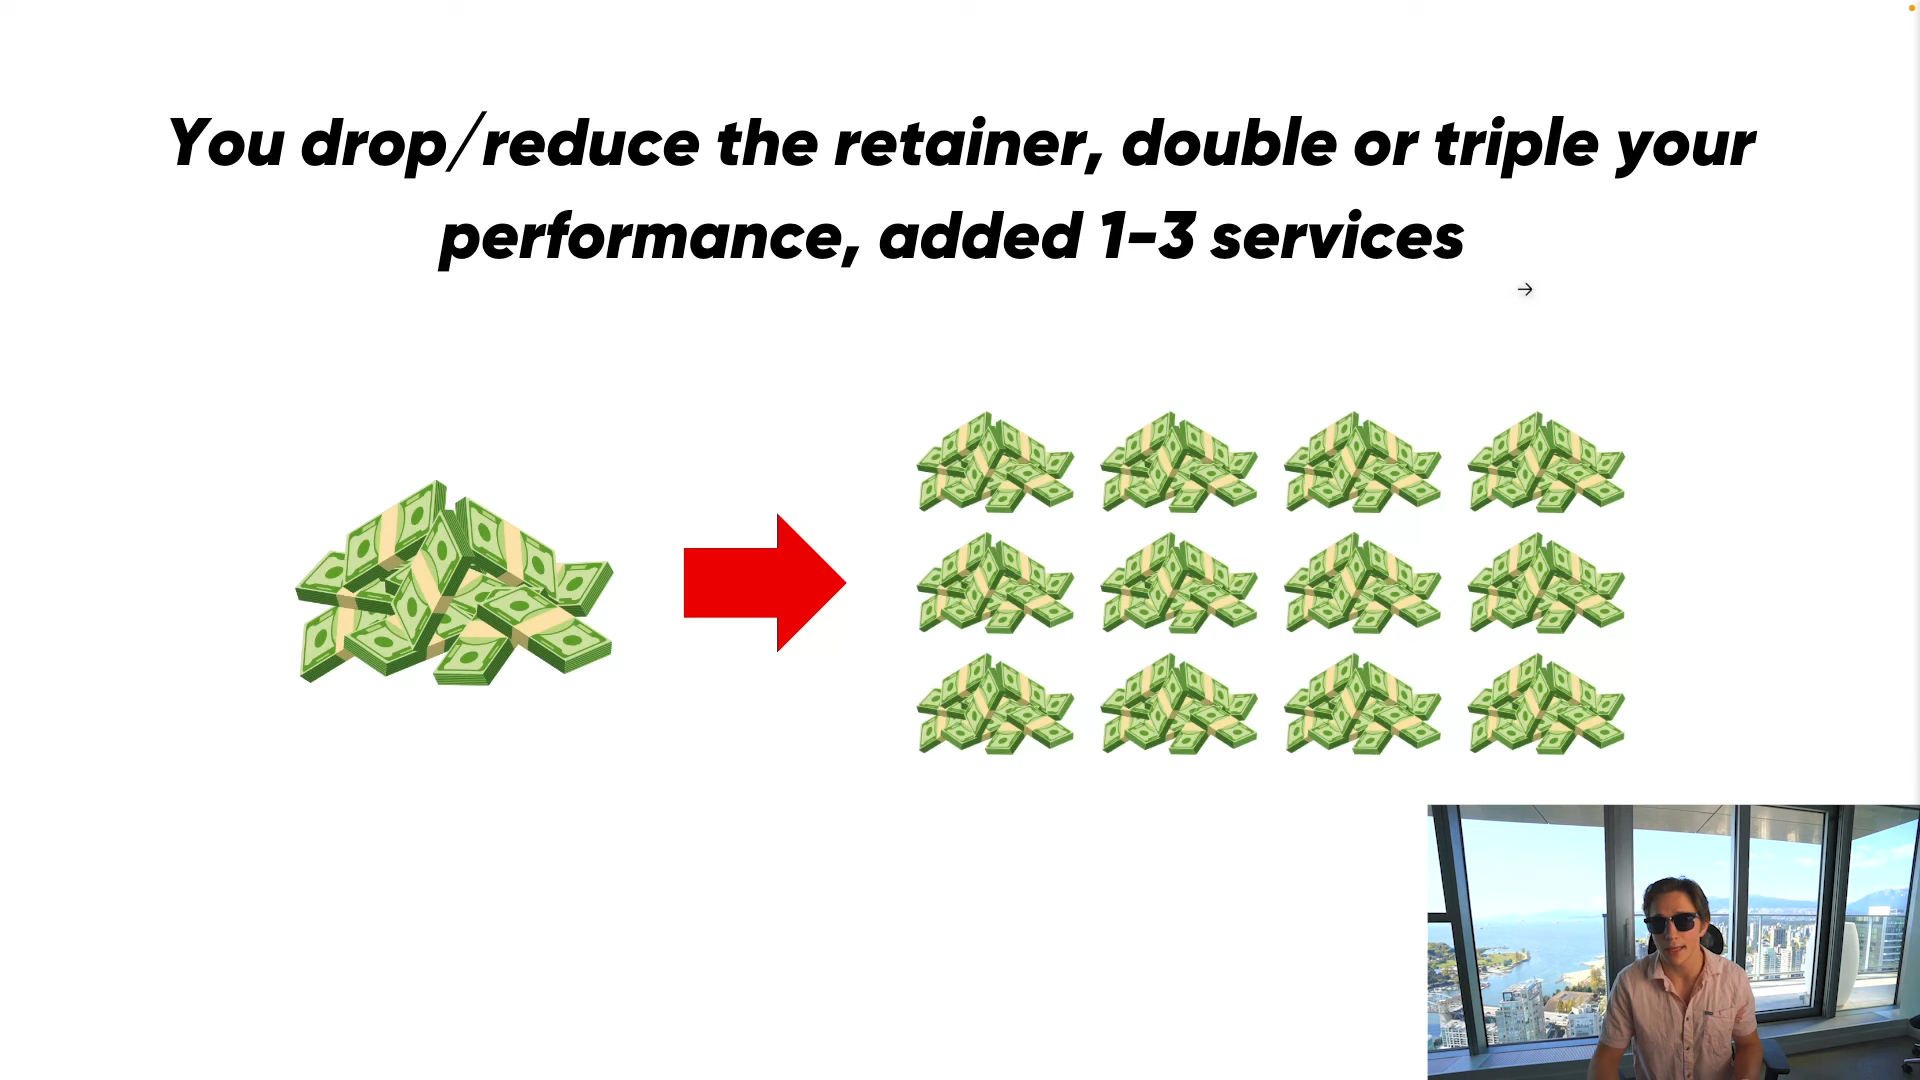 You drop/reduce the retainer, double or triple your
performance, added 1-3 services